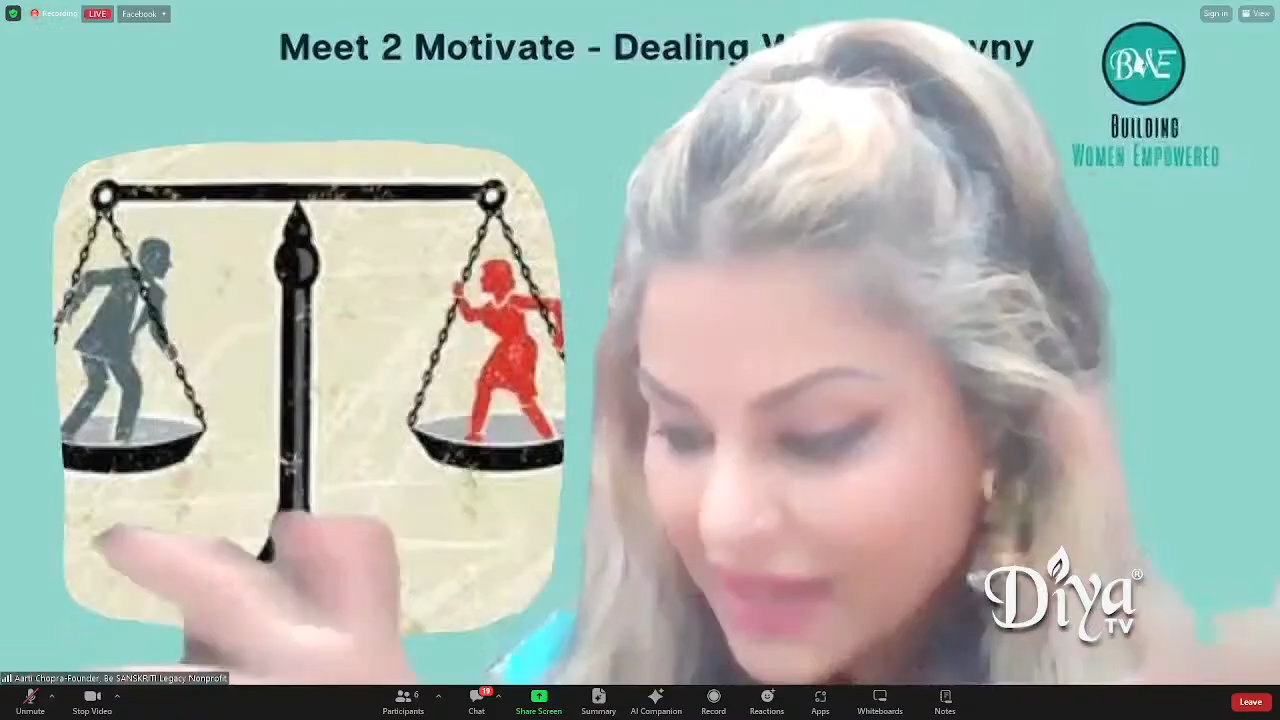 Recording
LIVE
Facebook
Sign in
View
Meet 2 Motivate - Dealing
BWE
BUILDING
WOMEN EMPOWERED
Diya®
TV
Aarti Chopra-Founder, Be SANSKRITI Legacy Nonprofit
Unmute
Stop Video
6
Participants
19
Chat
Share Screen
Summary
AI Companion
Record
Reactions
Apps
Whiteboards
Notes
Leave